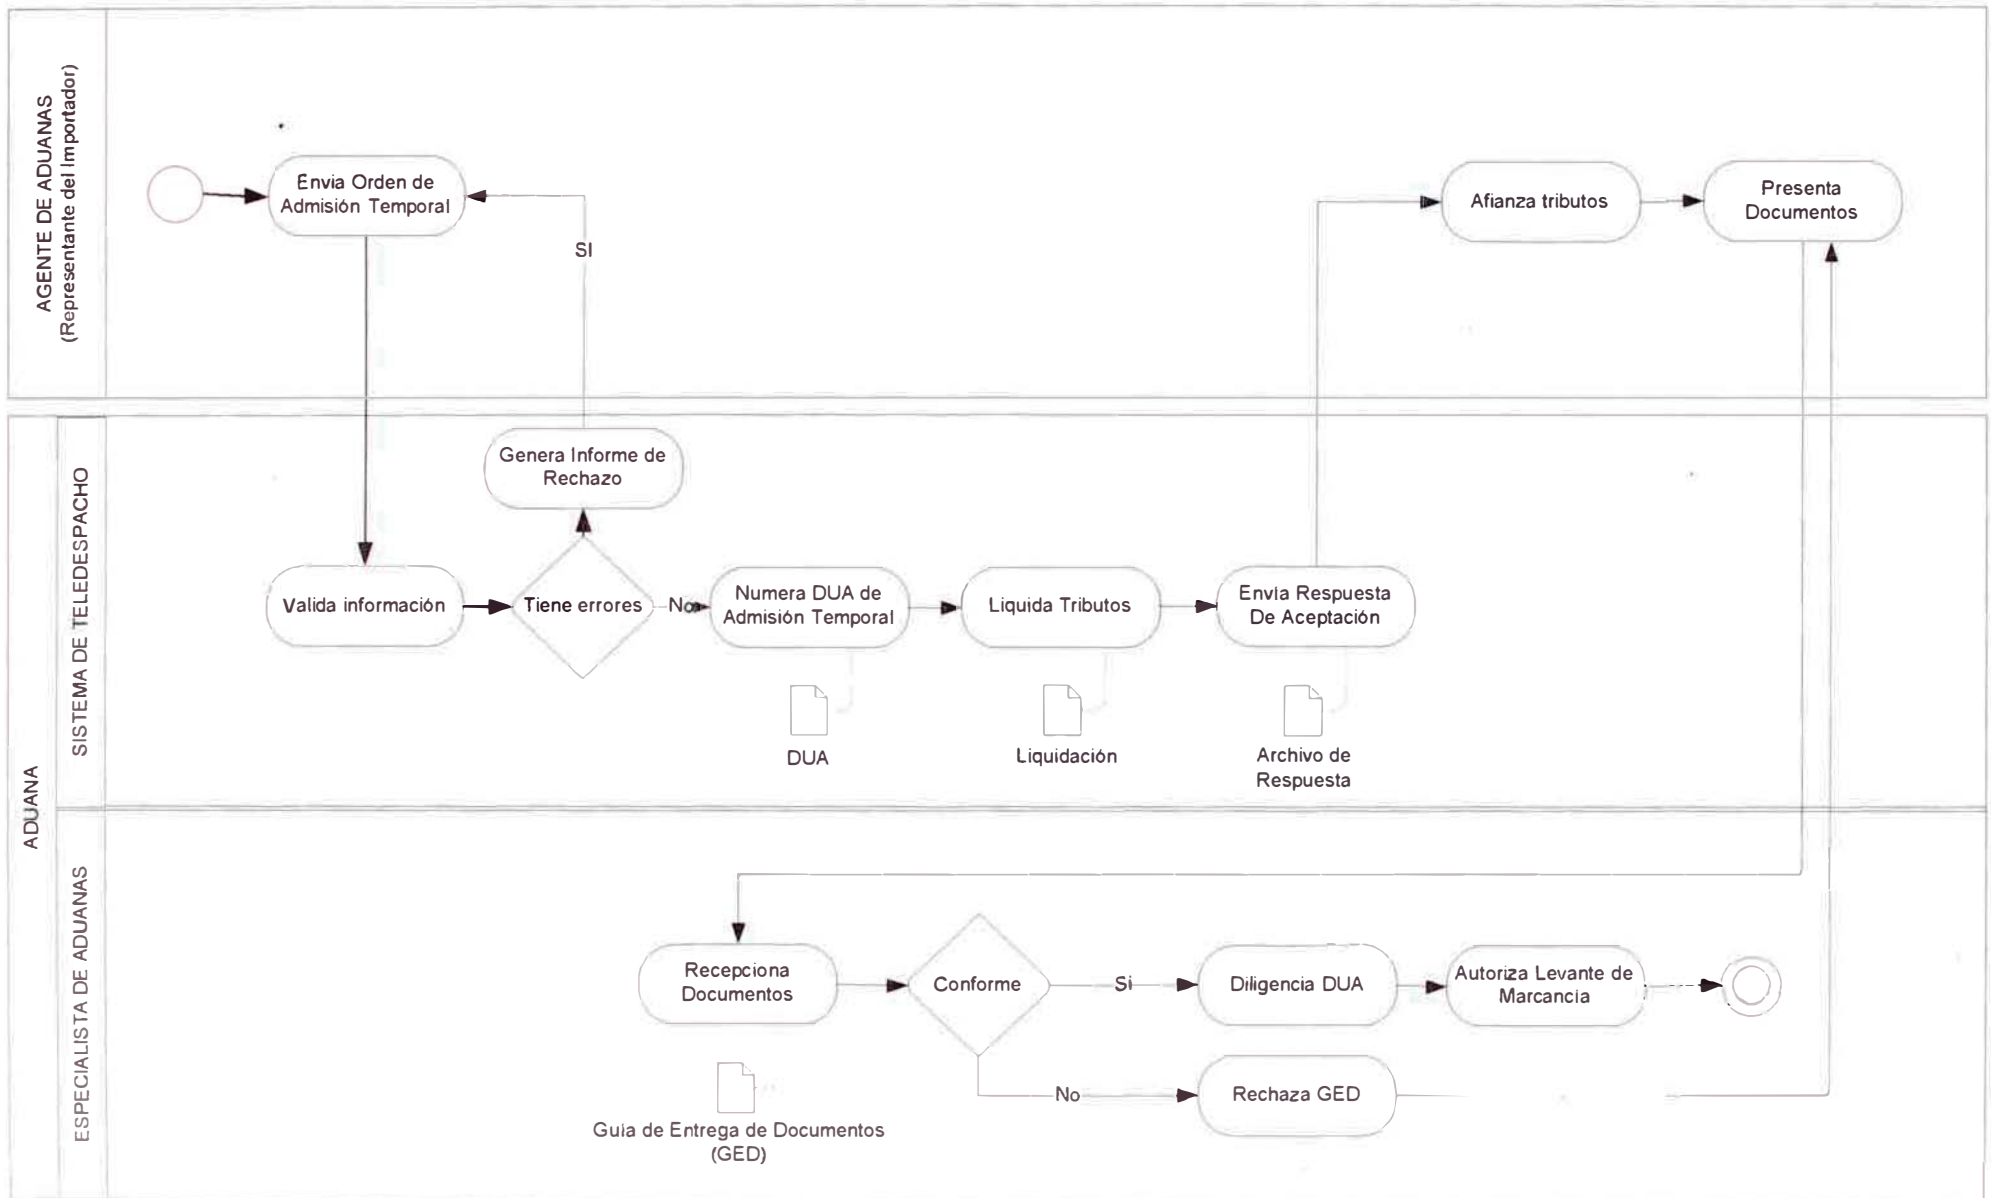 AGENTE DE ADUANAS
(Representante del Importador)
Envia Orden de
Admisión Temporal
SI
Afianza tributos
Presenta
Documentos
ADUANA
SISTEMA DE TELEDESPACHO
Genera Informe de
Rechazo
Valida información
Tiene errores
No
Numera DUA de
Admisión Temporal
Liquida Tributos
Envía Respuesta
De Aceptación
DUA
Liquidación
Archivo de
Respuesta
ESPECIALISTA DE ADUANAS
Recepciona
Documentos
Conforme
Si
Diligencia DUA
Autoriza Levante de
Marcancia
No
Rechaza GED
Guia de Entrega de Documentos
(GED)